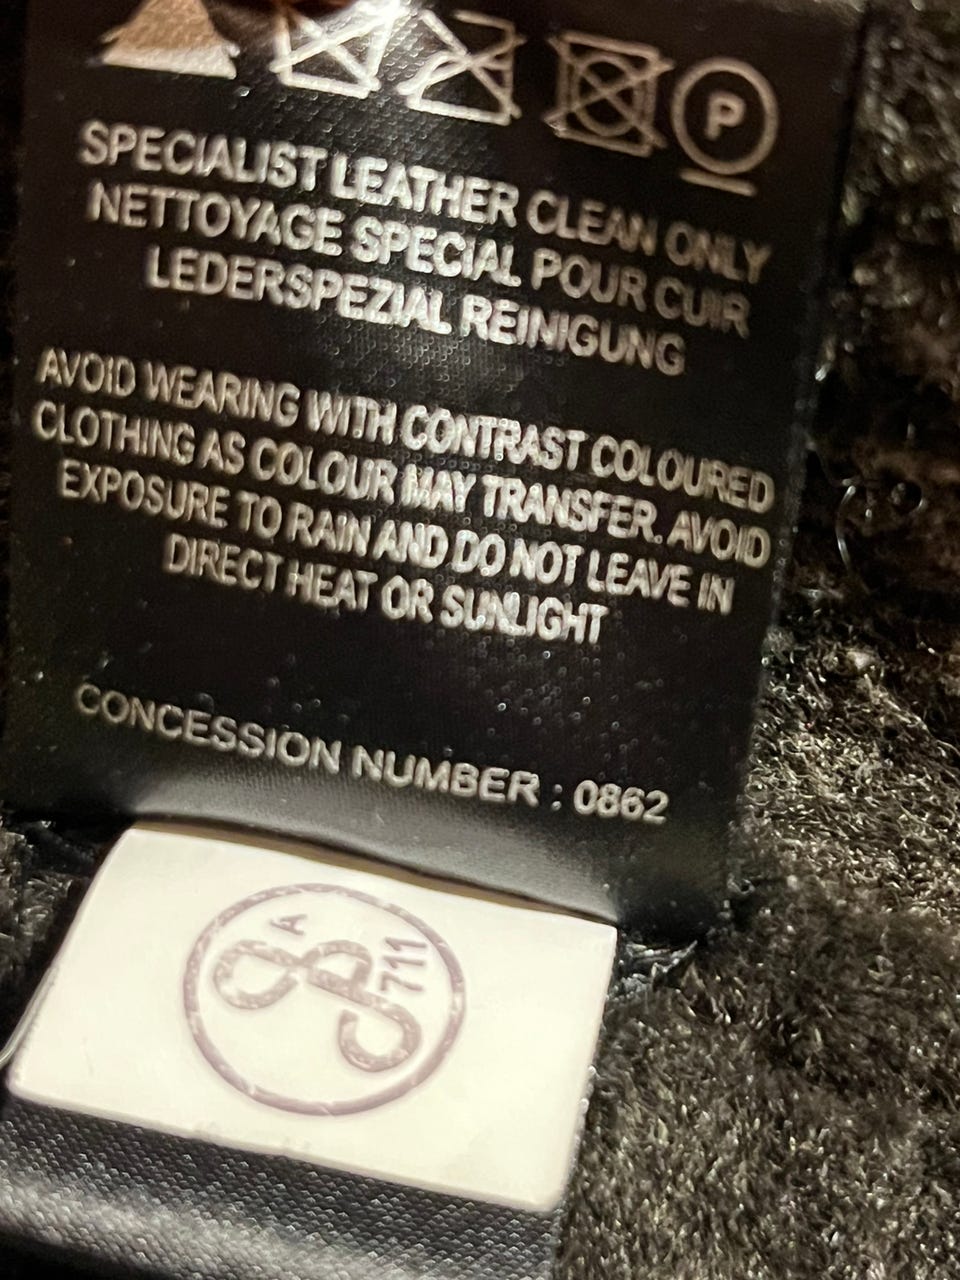 P
SPECIALIST LEATHER CLEAN ONLY
NETTOYAGE SPECIAL POUR CUIR
LEDERSPEZIAL REINIGUNG
AVOID WEARING WITH CONTRAST COLOURED
CLOTHING AS COLOUR MAY TRANSFER. AVOID
EXPOSURE TO RAIN AND DO NOT LEAVE IN
DIRECT HEAT OR SUNLIGHT
CONCESSION NUMBER : 0862
A
711